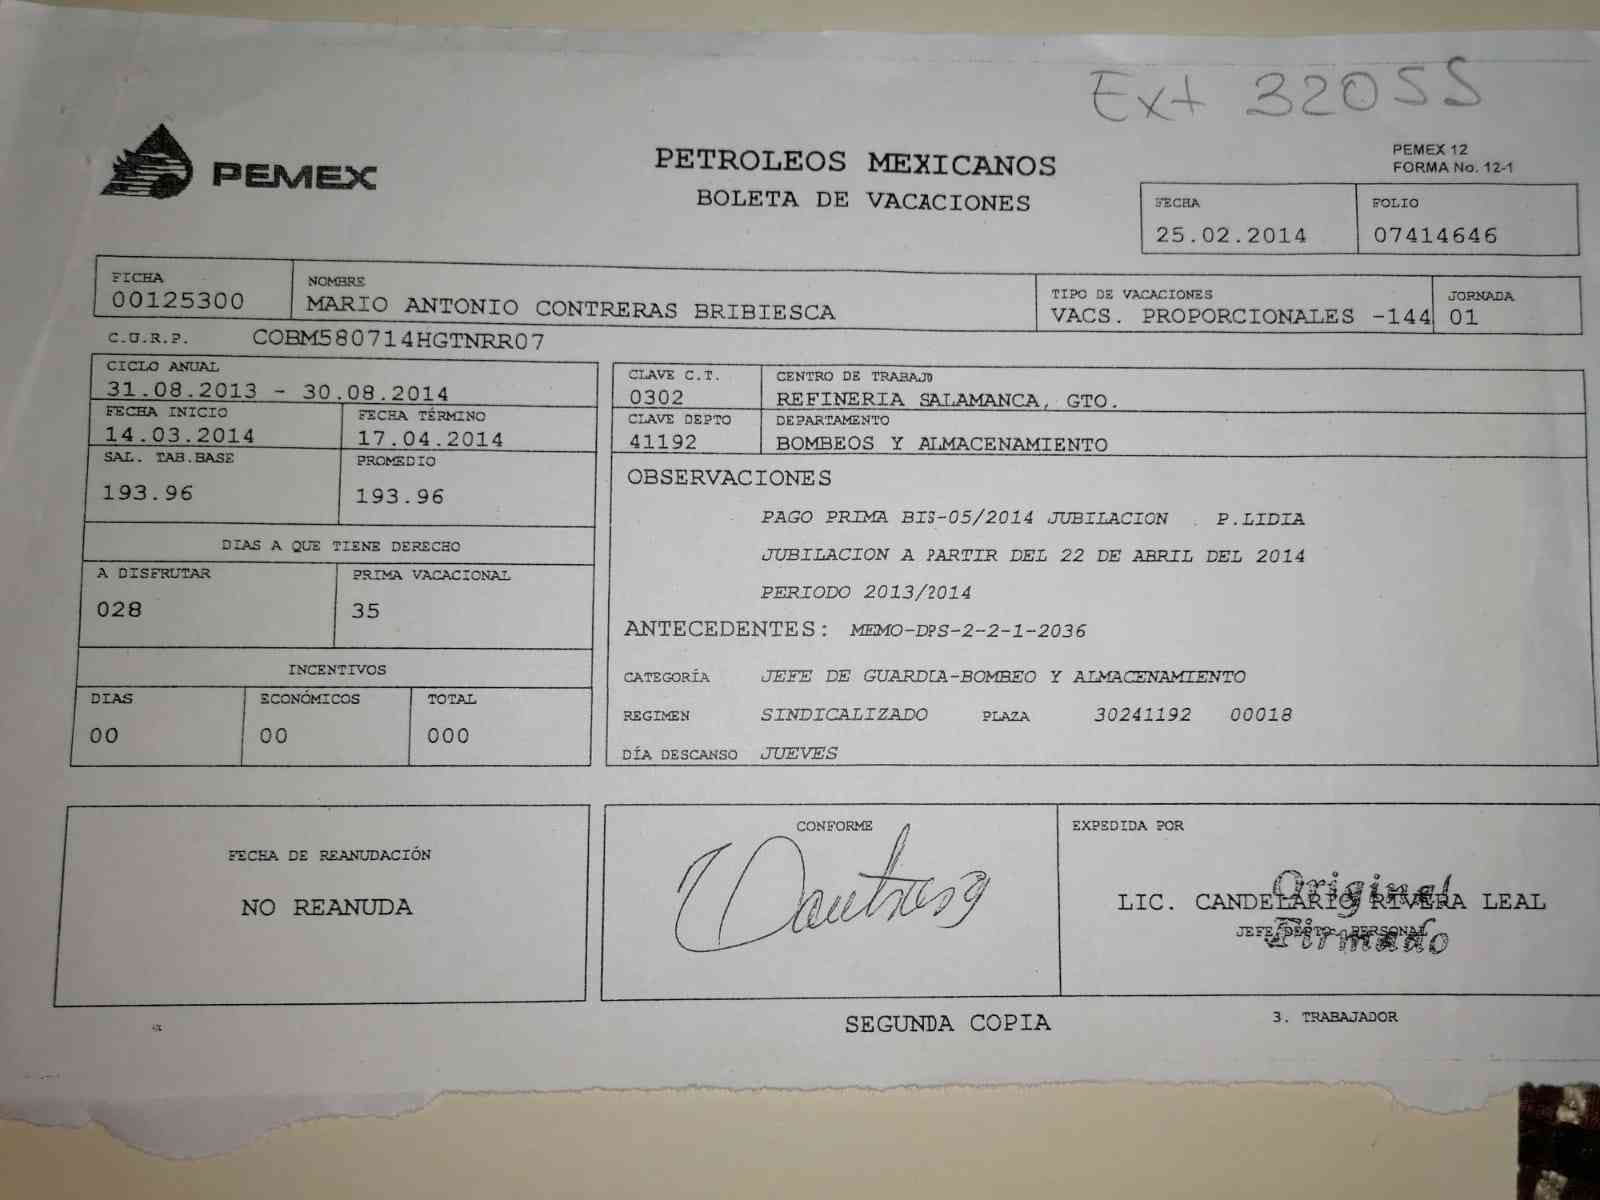 Ext 32055
PEMEX
PETROLEOS MEXICANOS
BOLETA DE VACACIONES
PEMEX 12
FORMA No. 12-1
FECHA FOLIO
25.02.2014 07414646
FICHA NOMBRE TIPO DE VACACIONES JORNADA
00125300 MARIO ANTONIO CONTRERAS BRIBIESCA VACS. PROPORCIONALES -144 01
C.U.R.P. COBM580714HGTNRR07
CICLO ANUAL
31.08.2013 - 30.08.2014
FECHA INICIO FECHA TÉRMINO
14.03.2014 17.04.2014
SAL. TAB.BASE PROMEDIO
193.96 193.96
DIAS A QUE TIENE DERECHO
A DISFRUTAR PRIMA VACACIONAL
028 35
INCENTIVOS
DIAS ECONÓMICOS TOTAL
00 00 000
CLAVE C.T. CENTRO DE TRABAJO
0302 REFINERIA SALAMANCA, GTO.
CLAVE DEPTO DEPARTAMENTO
41192 BOMBEOS Y ALMACENAMIENTO
OBSERVACIONES
PAGO PRIMA BIS-05/2014 JUBILACION . P.LIDIA
JUBILACION A PARTIR DEL 22 DE ABRIL DEL 2014
PERIODO 2013/2014
ANTECEDENTES: MEMO-DPS-2-2-1-2036
CATEGORÍA JEFE DE GUARDIA-BOMBEO Y ALMACENAMIENTO
REGIMEN SINDICALIZADO PLAZA 30241192 00018
DÍA DESCANSO JUEVES
FECHA DE REANUDACIÓN
NO REANUDA
CONFORME
EXPEDIDA POR
LIC. CANDELARIO RIVERA LEAL
JEFE DEPTO. PERSONAL
Original
Firmado
SEGUNDA COPIA
3. TRABAJADOR